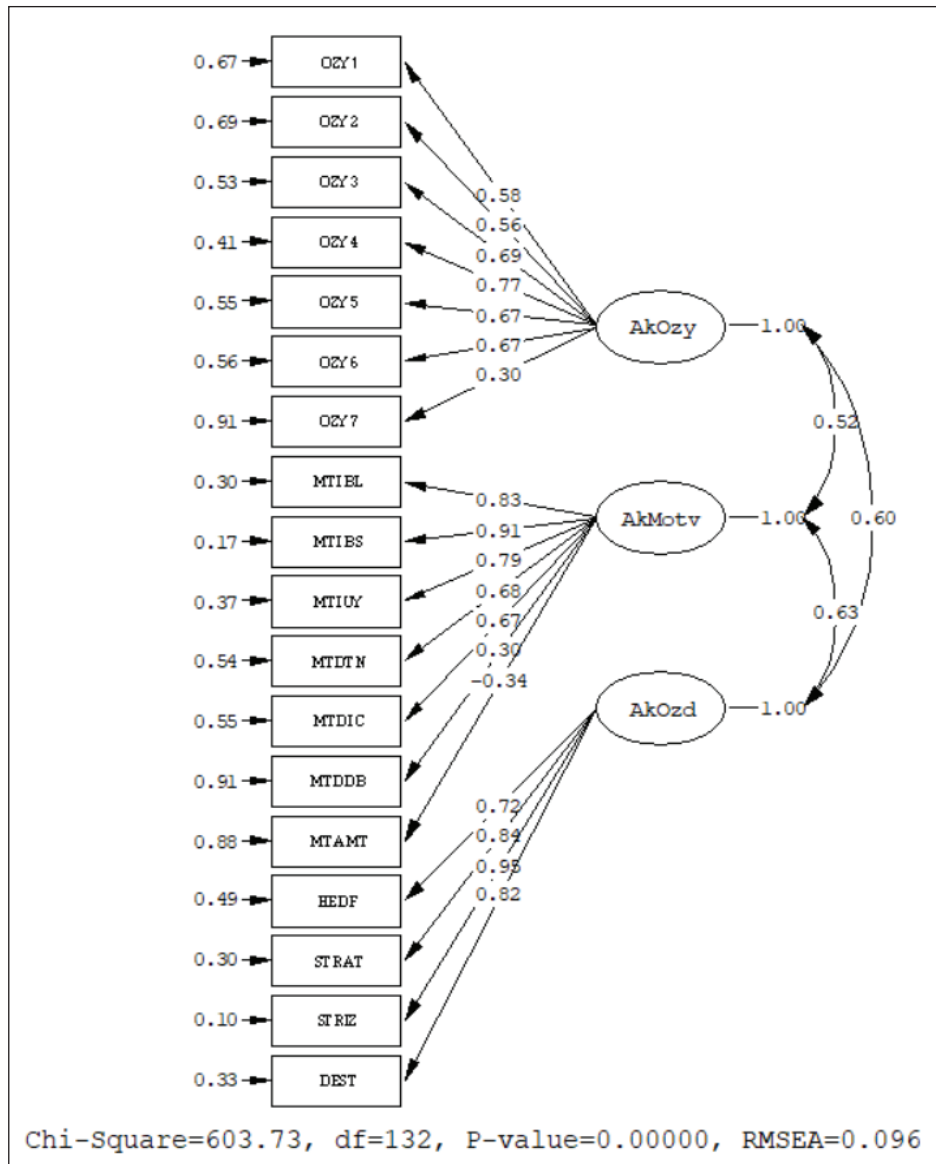 0.67 OZY1
0.69 OZY2
0.53 OZY3
0.41 OZY4
0.55 OZY5
0.56 OZY6
0.91 OZY7
0.30 MTIBL
0.17 MTIBS
0.37 MTIUY
0.54 MTDTN
0.55 MTDIC
0.91 MTDDB
0.88 MTAMT
0.49 HEDF
0.30 STRAT
0.10 STRIZ
0.33 DEST
0.58
0.56
0.69
0.77
0.67
0.67
0.30
0.83
0.91
0.79
0.68
0.67
0.30
-0.34
0.72
0.84
0.95
0.82
AkOzy 1.00
AkMotv 1.00
AkOzd 1.00
0.52
0.60
0.63
Chi-Square=603.73, df=132, P-value=0.00000, RMSEA=0.096